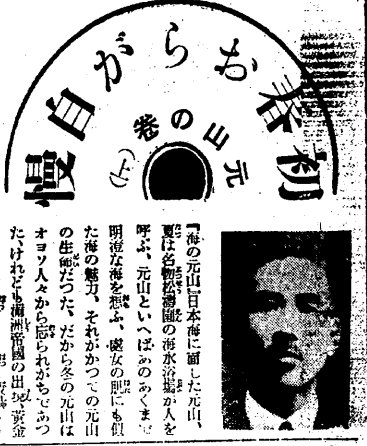 初春おらが自慢
元山の巻
(上)
『海の元山』日本海に面した元山、
夏は名物松濤園の海水浴場が人を
呼ぶ、元山といへばあのあくまで
明澄な海を想ふ、處女の肌にも似
た海の魅力、それがかつての元山
の生命だつた、だから冬の元山は
オヨソ人々から忘られがちであつ
た、けれども滿洲帝國の出現、黃金